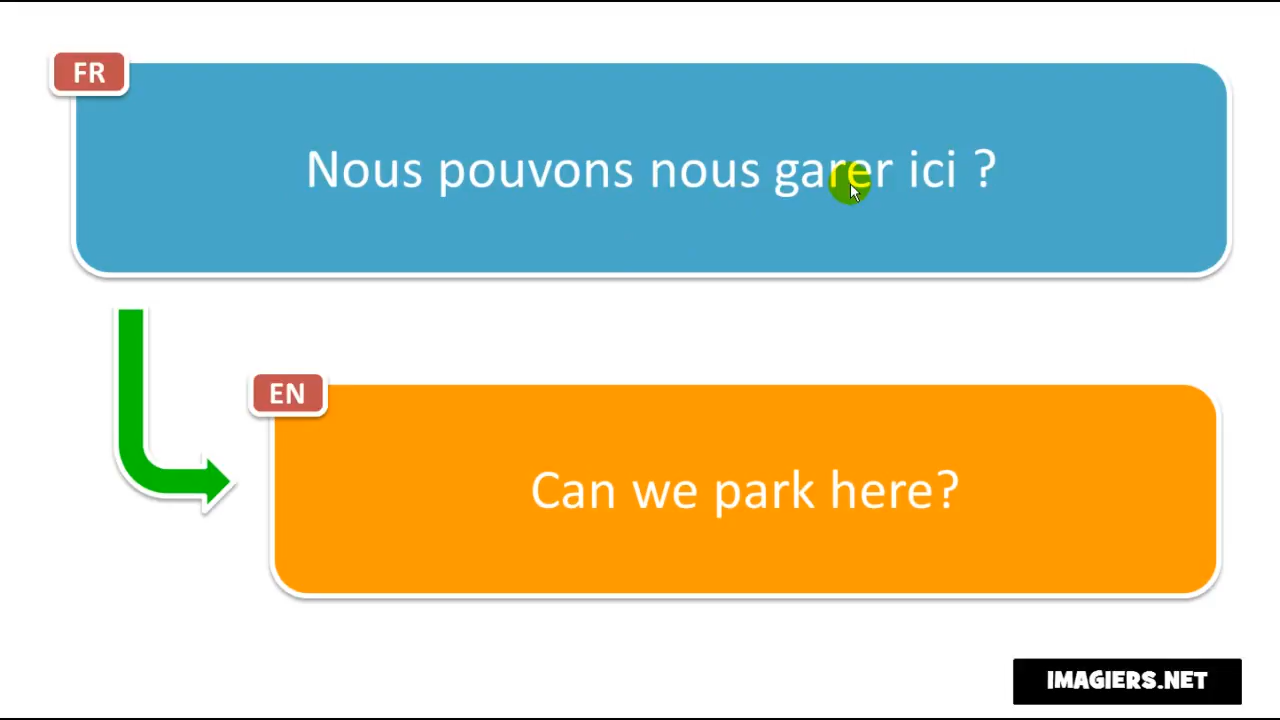 FR
Nous pouvons nous garer ici ?
EN
Can we park here?
IMAGIERS.NET